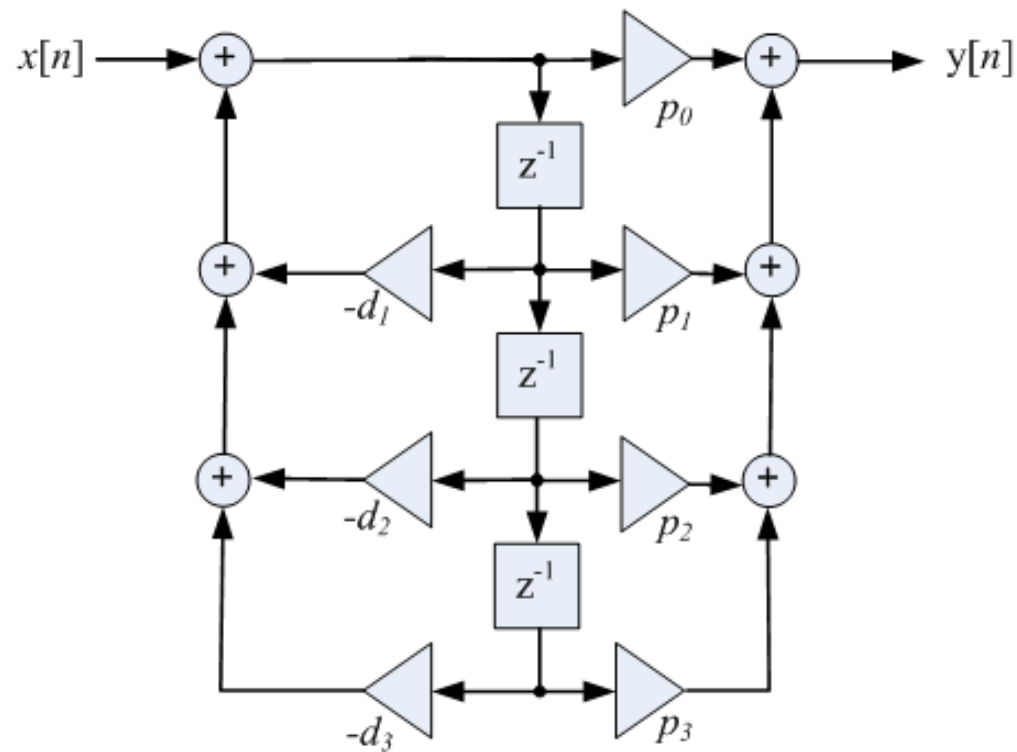 x[n] + + y[n]
p₀
z⁻¹
+ +
-d₁ p₁
z⁻¹
+ +
-d₂ p₂
z⁻¹
-d₃ p₃